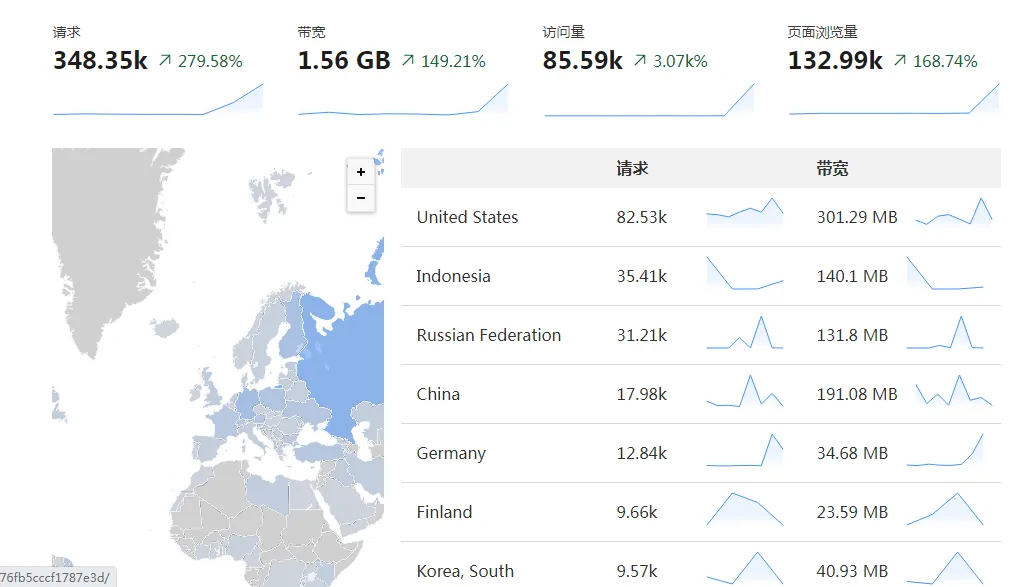 请求 带宽 访问量 页面浏览量
348.35k 279.58% 1.56 GB 149.21% 85.59k 3.07k% 132.99k 168.74%
+
−
请求 带宽
United States 82.53k 301.29 MB
Indonesia 35.41k 140.1 MB
Russian Federation 31.21k 131.8 MB
China 17.98k 191.08 MB
Germany 12.84k 34.68 MB
Finland 9.66k 23.59 MB
Korea, South 9.57k 40.93 MB
76fb5cccf1787e3d/